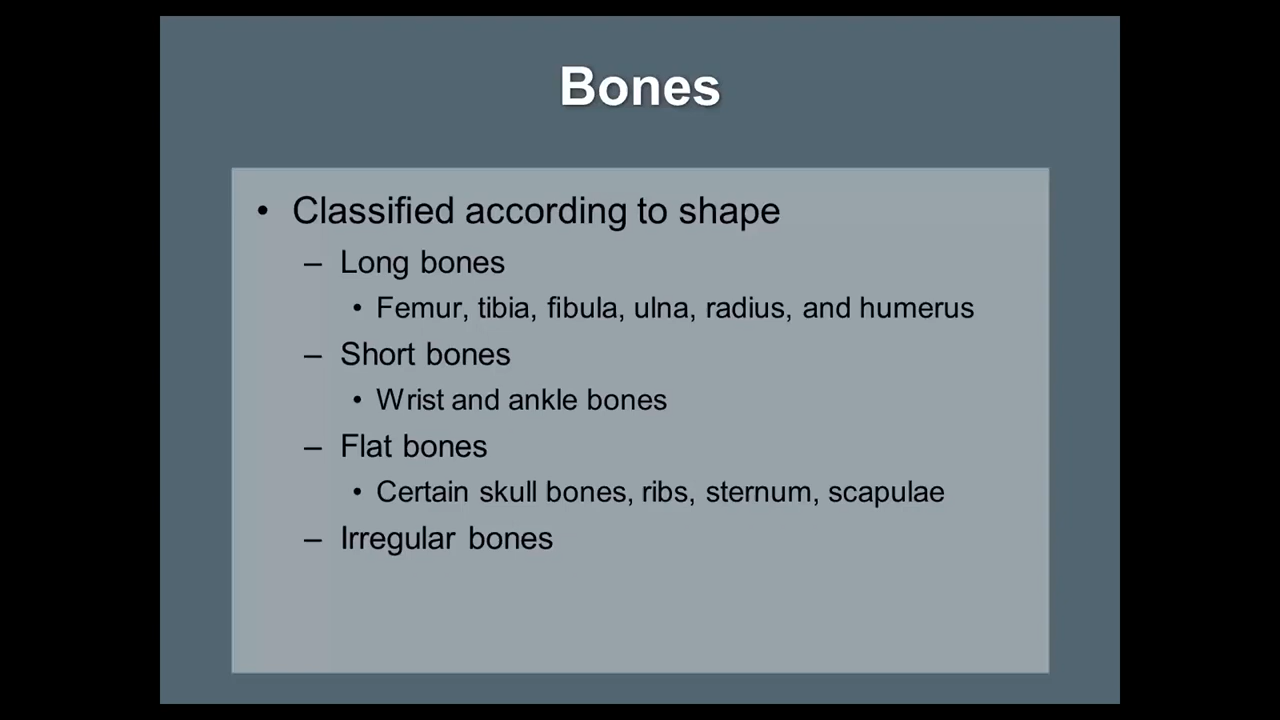 Bones
• Classified according to shape
– Long bones
• Femur, tibia, fibula, ulna, radius, and humerus
– Short bones
• Wrist and ankle bones
– Flat bones
• Certain skull bones, ribs, sternum, scapulae
– Irregular bones